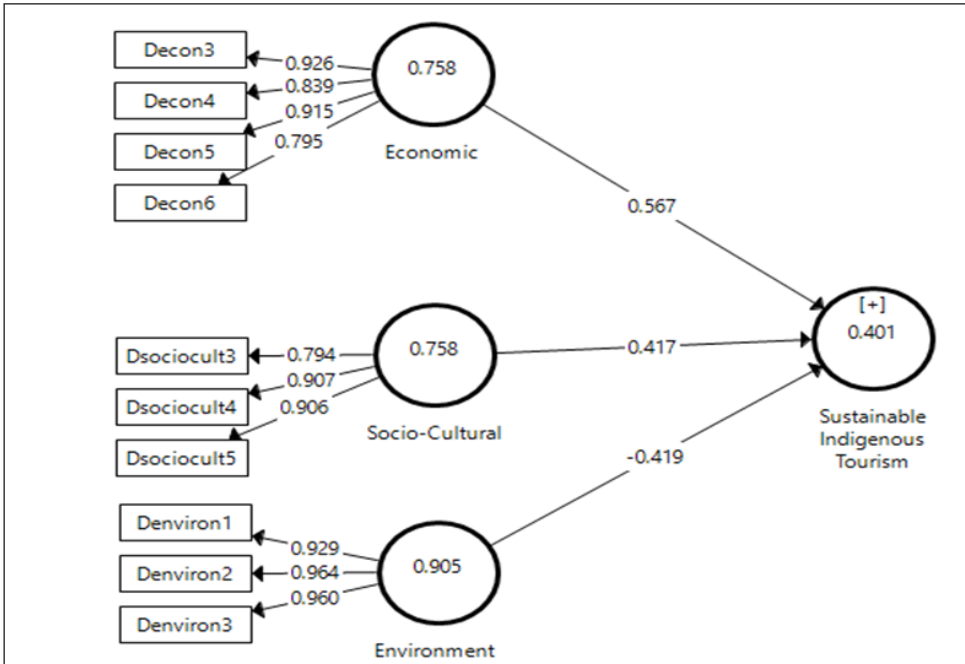 Decon3
Decon4
Decon5
Decon6
0.926
0.839
0.915
0.795
0.758
Economic
0.567
Dsociocult3
Dsociocult4
Dsociocult5
0.794
0.907
0.906
0.758
Socio-Cultural
0.417
[+]
0.401
Sustainable
Indigenous
Tourism
-0.419
Denviron1
Denviron2
Denviron3
0.929
0.964
0.960
0.905
Environment